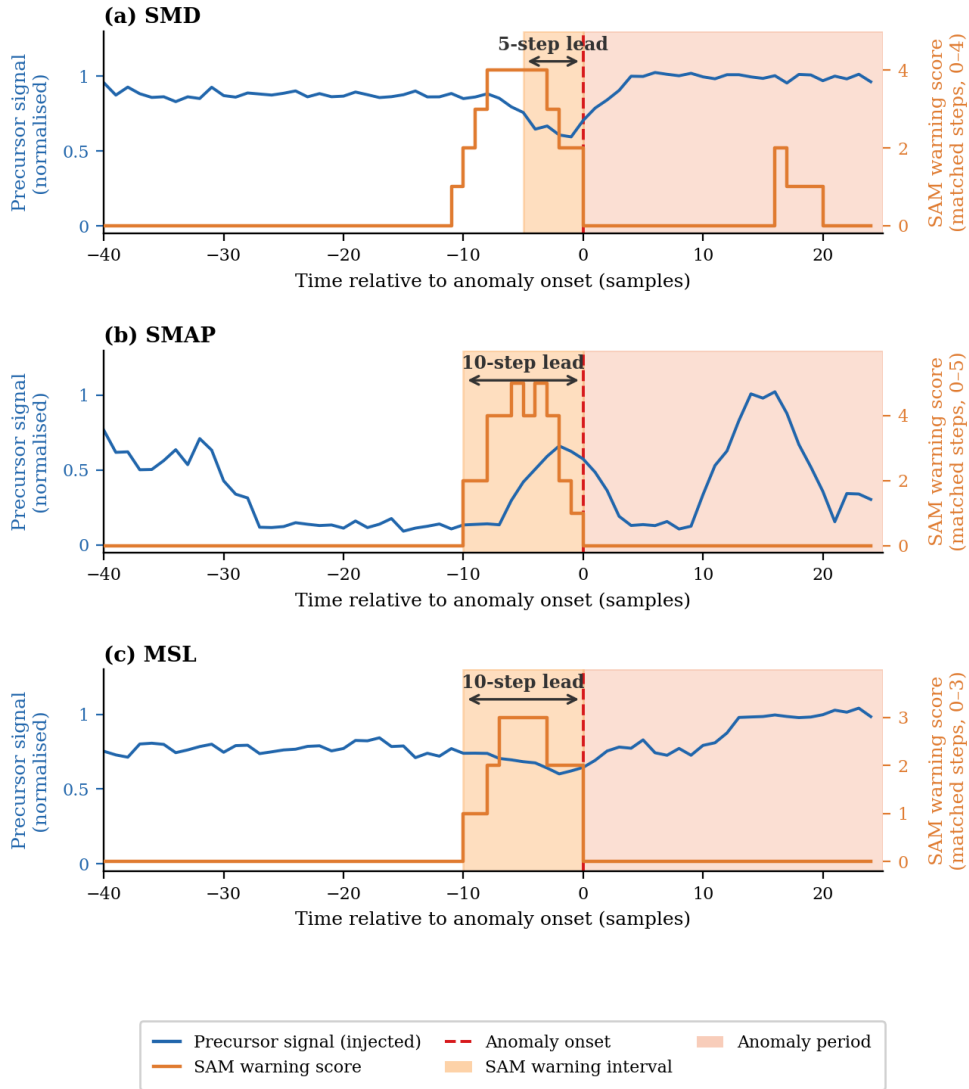 (a) SMD
5-step lead
Precursor signal
(normalised)
1
0.5
0
4
2
0
SAM warning score
(matched steps, 0–4)
−40
−30
−20
−10
0
10
20
Time relative to anomaly onset (samples)
(b) SMAP
10-step lead
Precursor signal
(normalised)
1
0.5
0
4
2
0
SAM warning score
(matched steps, 0–5)
−40
−30
−20
−10
0
10
20
Time relative to anomaly onset (samples)
(c) MSL
10-step lead
Precursor signal
(normalised)
1
0.5
0
3
2
1
0
SAM warning score
(matched steps, 0–3)
−40
−30
−20
−10
0
10
20
Time relative to anomaly onset (samples)
Precursor signal (injected)
SAM warning score
Anomaly onset
SAM warning interval
Anomaly period